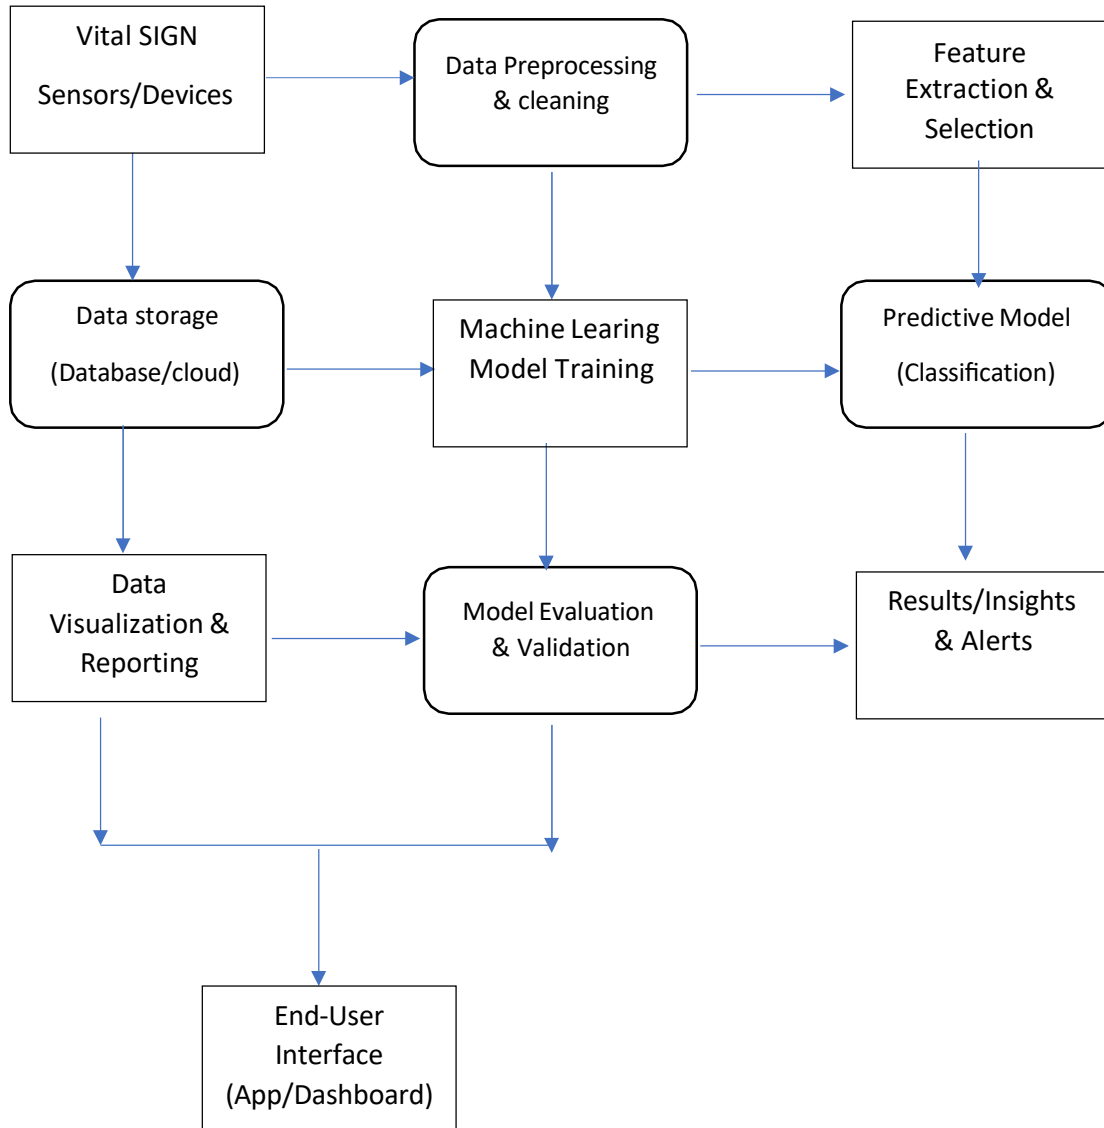 Vital SIGN
Sensors/Devices
Data Preprocessing
& cleaning
Feature
Extraction &
Selection
Data storage
(Database/cloud)
Machine Learing
Model Training
Predictive Model
(Classification)
Data
Visualization &
Reporting
Model Evaluation
& Validation
Results/Insights
& Alerts
End-User
Interface
(App/Dashboard)